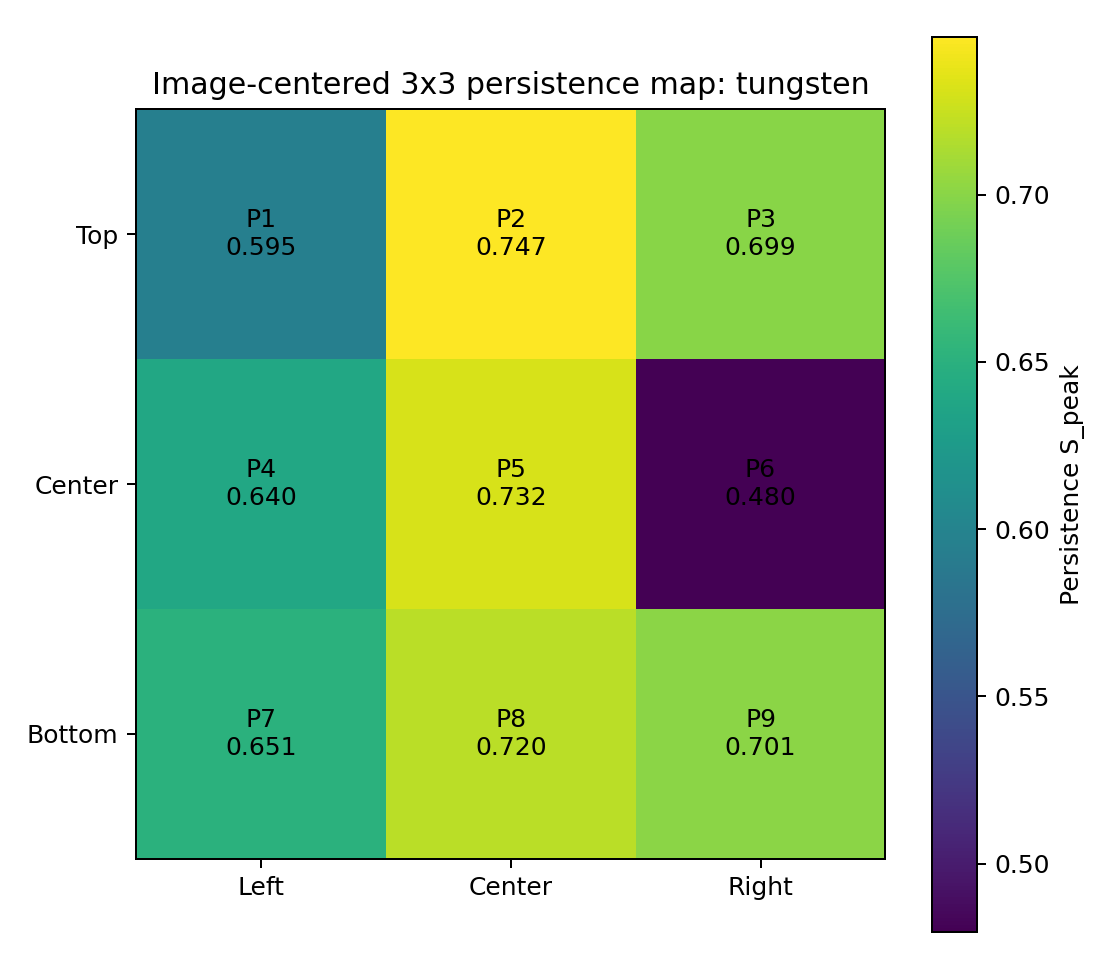 Image-centered 3x3 persistence map: tungsten
Top
P1
0.595
P2
0.747
P3
0.699
Center
P4
0.640
P5
0.732
P6
0.480
Bottom
P7
0.651
P8
0.720
P9
0.701
Left
Center
Right
0.70
0.65
0.60
0.55
0.50
Persistence S_peak